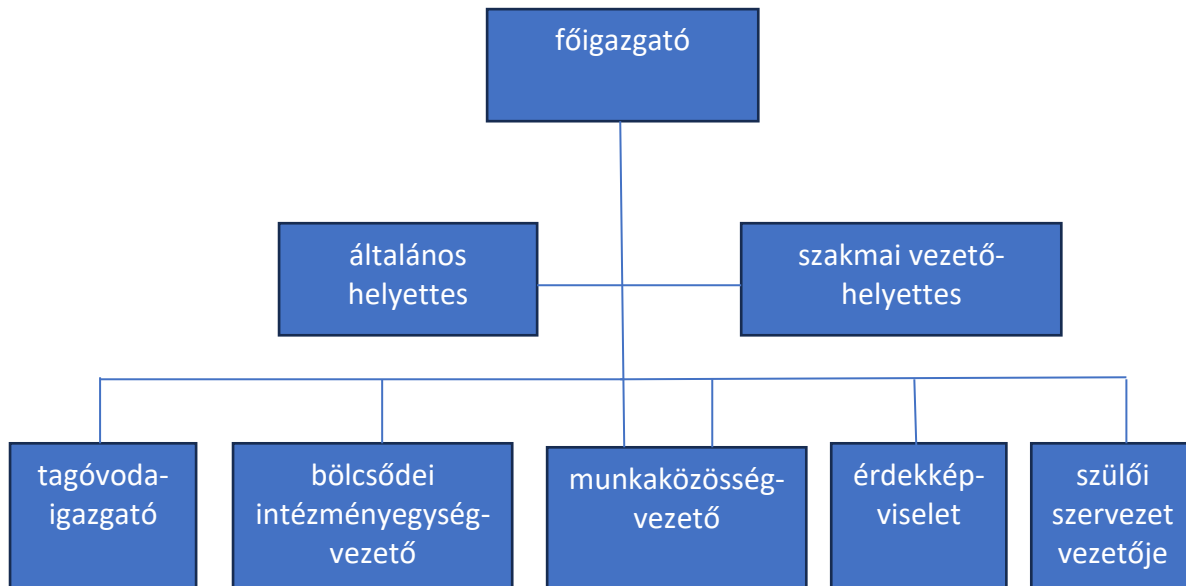 főigazgató
általános
helyettes
szakmai vezető-
helyettes
tagóvoda-
igazgató
bölcsődei
intézményegység-
vezető
munkaközösség-
vezető
érdekkép-
viselet
szülői
szervezet
vezetője